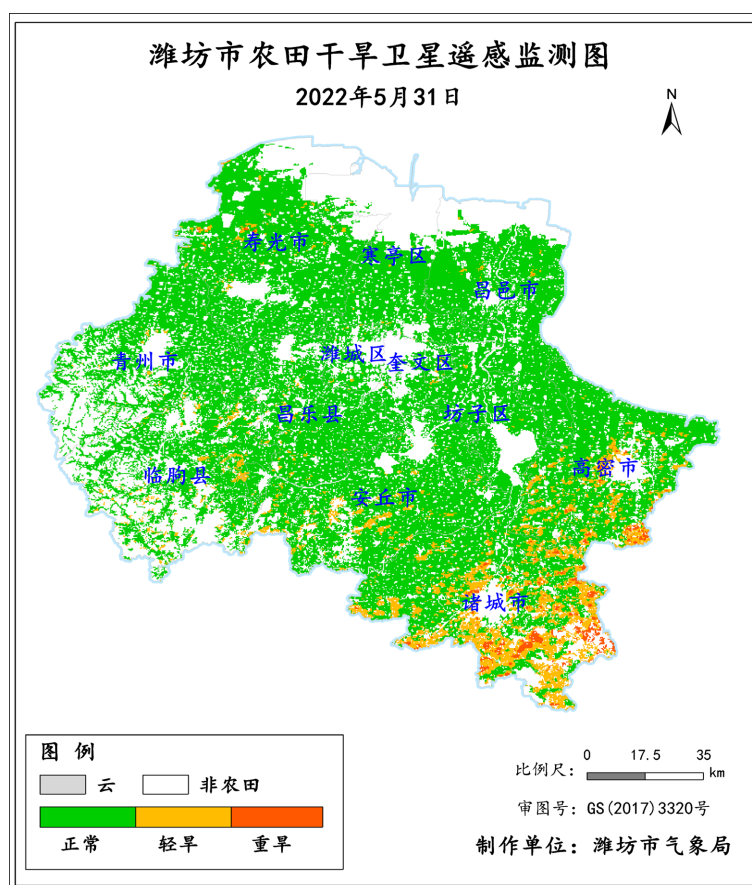 潍坊市农田干旱卫星遥感监测图
2022年5月31日
N
寿光市
寒亭区
昌邑市
青州市
潍城区
奎文区
昌乐县
坊子区
临朐县
安丘市
高密市
诸城市
图 例
云
非农田
正常
轻旱
重旱
比例尺：
0
17.5
35
km
审图号：GS(2017)3320号
制作单位：潍坊市气象局